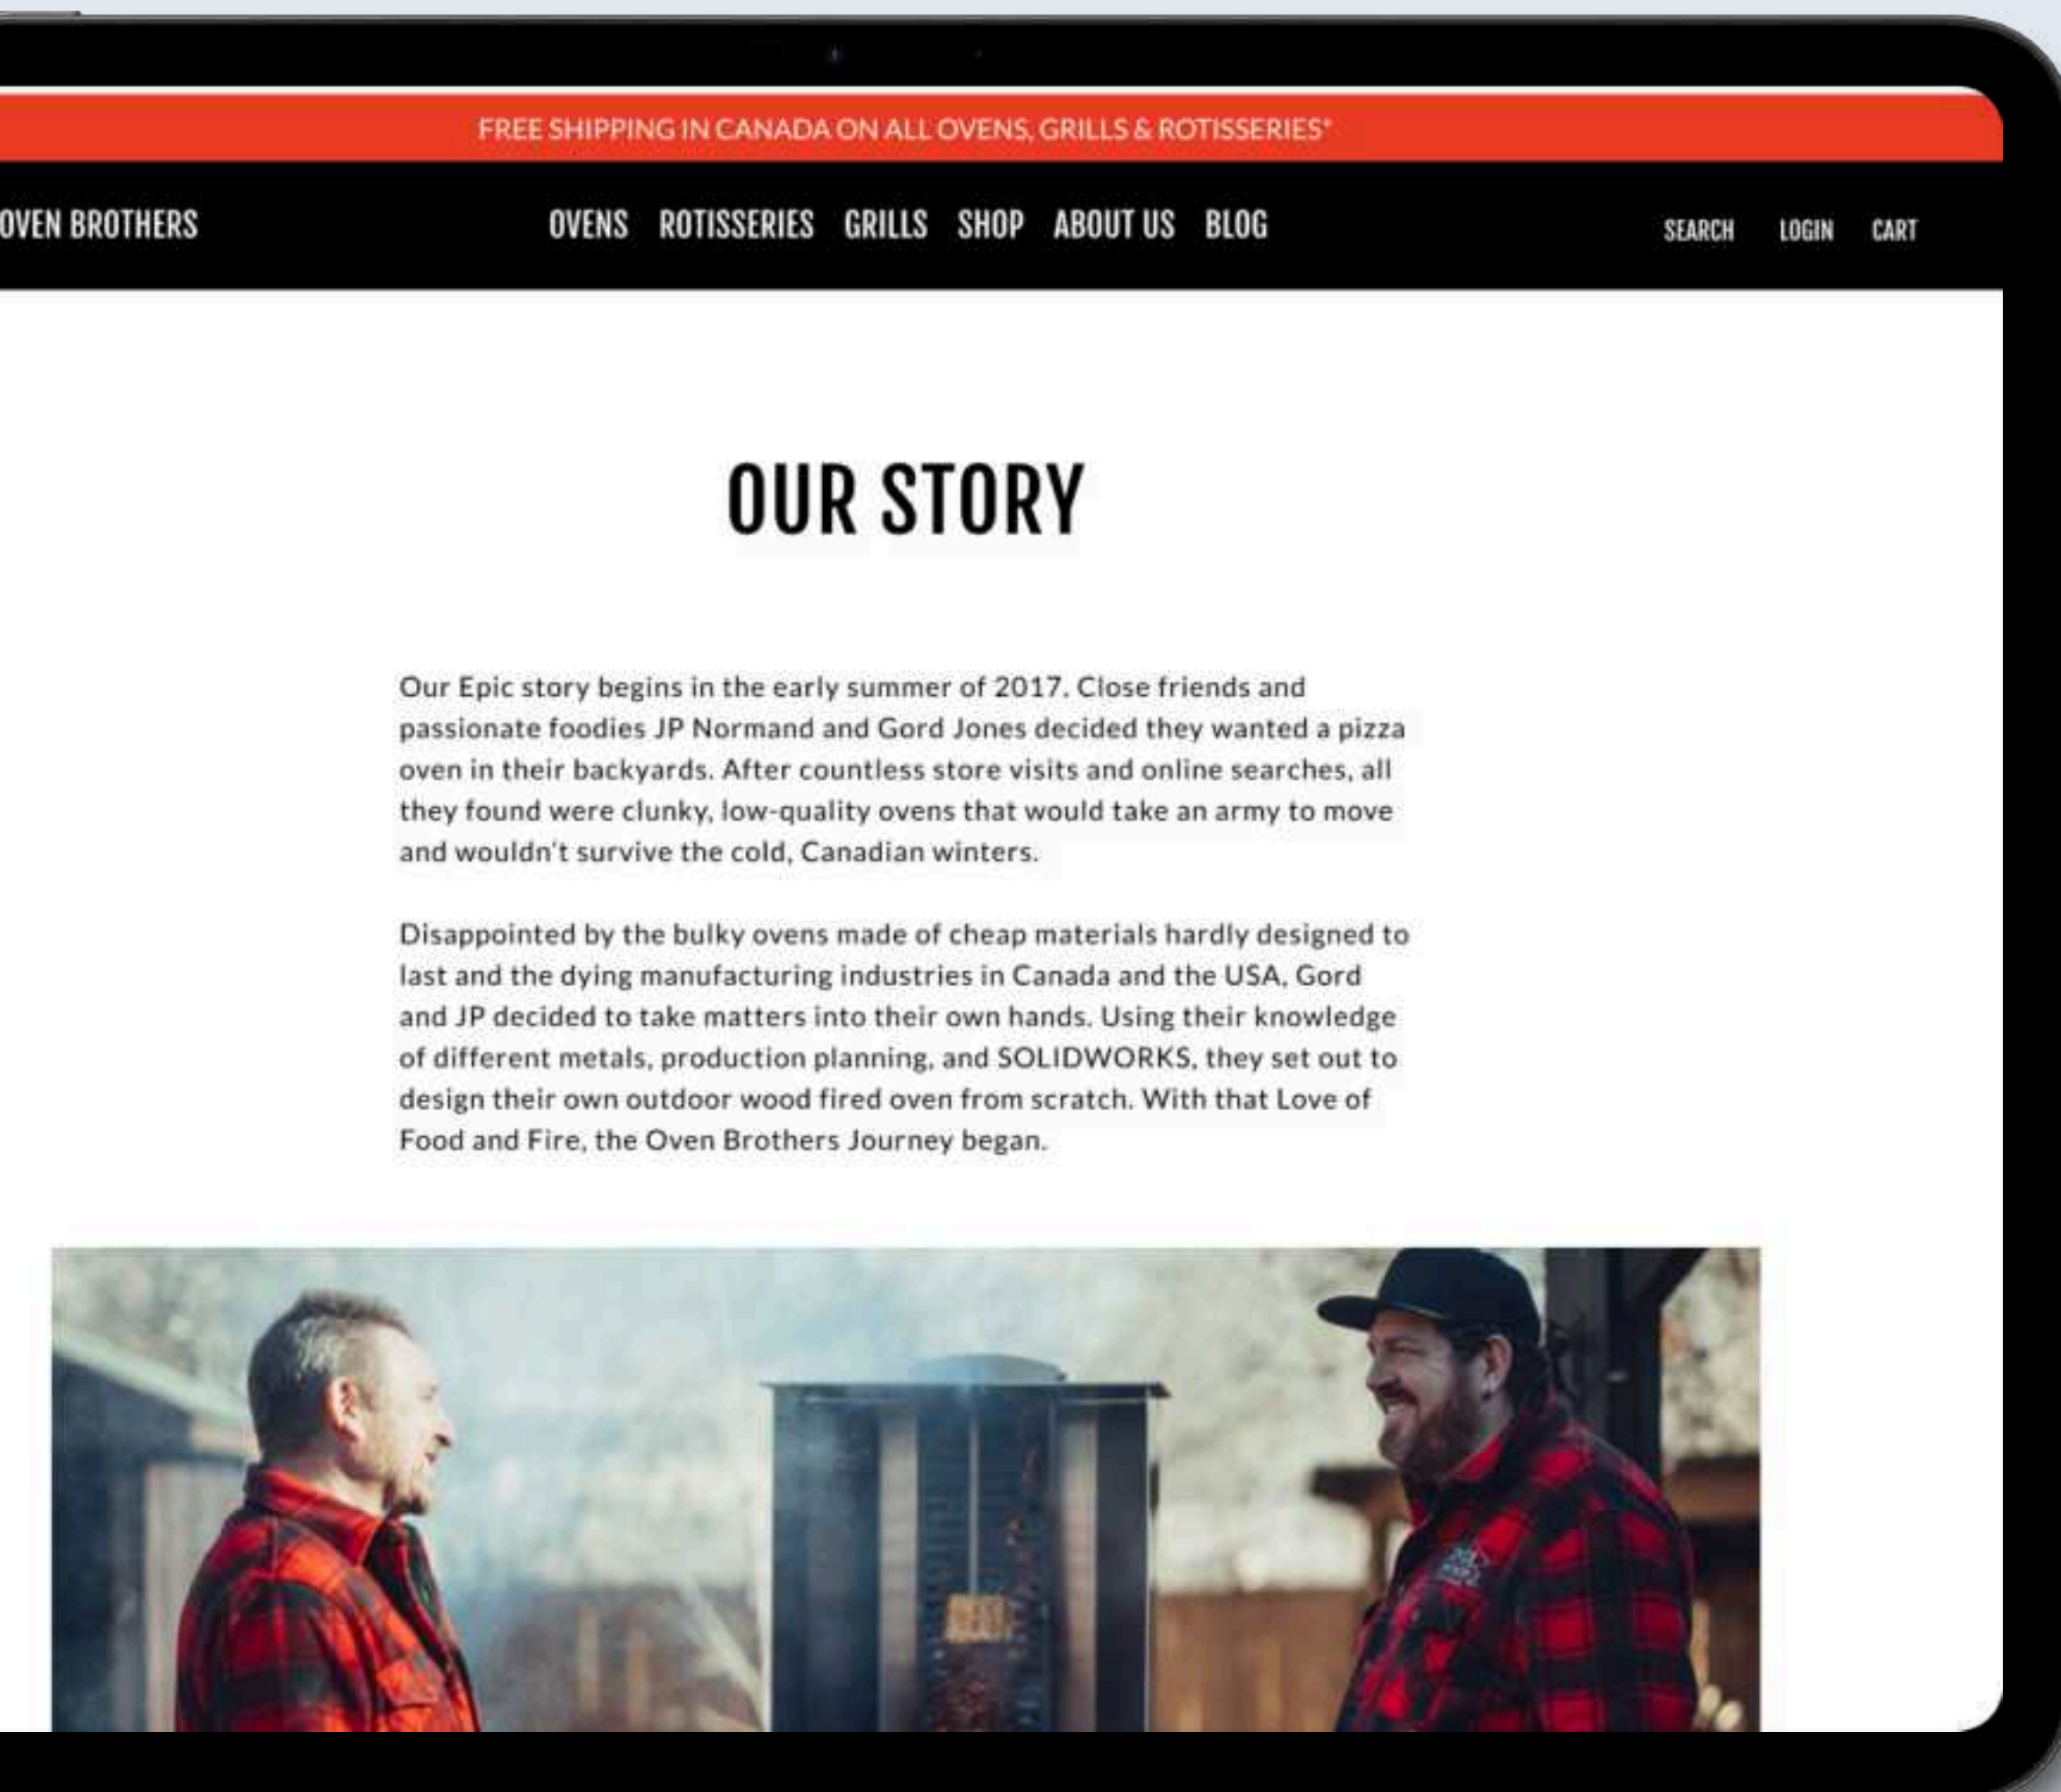 FREE SHIPPING IN CANADA ON ALL OVENS, GRILLS & ROTISSERIES*
OVEN BROTHERS
OVENS ROTISSERIES GRILLS SHOP ABOUT US BLOG
SEARCH LOGIN CART
OUR STORY
Our Epic story begins in the early summer of 2017. Close friends and
passionate foodies JP Normand and Gord Jones decided they wanted a pizza
oven in their backyards. After countless store visits and online searches, all
they found were clunky, low-quality ovens that would take an army to move
and wouldn't survive the cold, Canadian winters.
Disappointed by the bulky ovens made of cheap materials hardly designed to
last and the dying manufacturing industries in Canada and the USA, Gord
and JP decided to take matters into their own hands. Using their knowledge
of different metals, production planning, and SOLIDWORKS, they set out to
design their own outdoor wood fired oven from scratch. With that Love of
Food and Fire, the Oven Brothers Journey began.